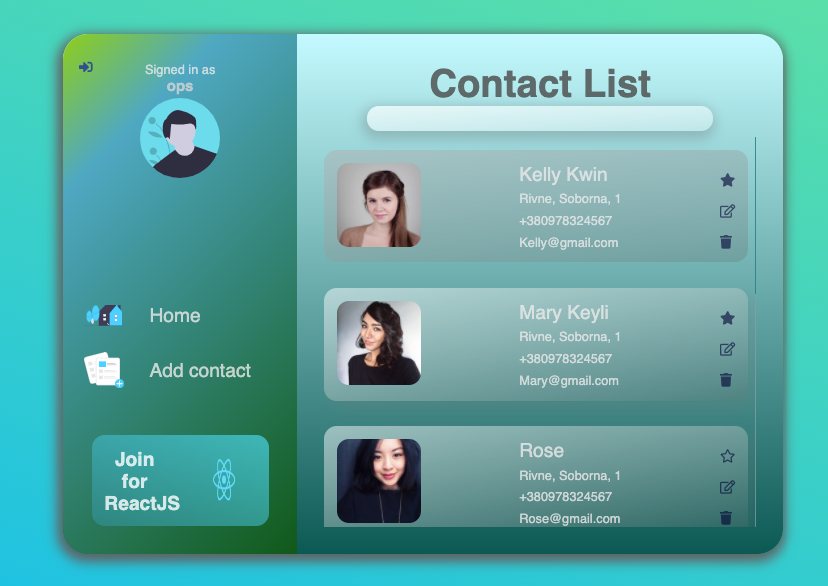 Signed in as
ops
Home
Add contact
Join
for
ReactJS
Contact List
Kelly Kwin
Rivne, Soborna, 1
+380978324567
Kelly@gmail.com
Mary Keyli
Rivne, Soborna, 1
+380978324567
Mary@gmail.com
Rose
Rivne, Soborna, 1
+380978324567
Rose@gmail.com